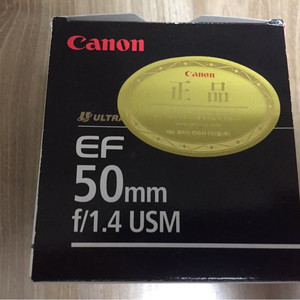 Canon
Canon
正品
ULTRA
EF
50mm
f/1.4 USM